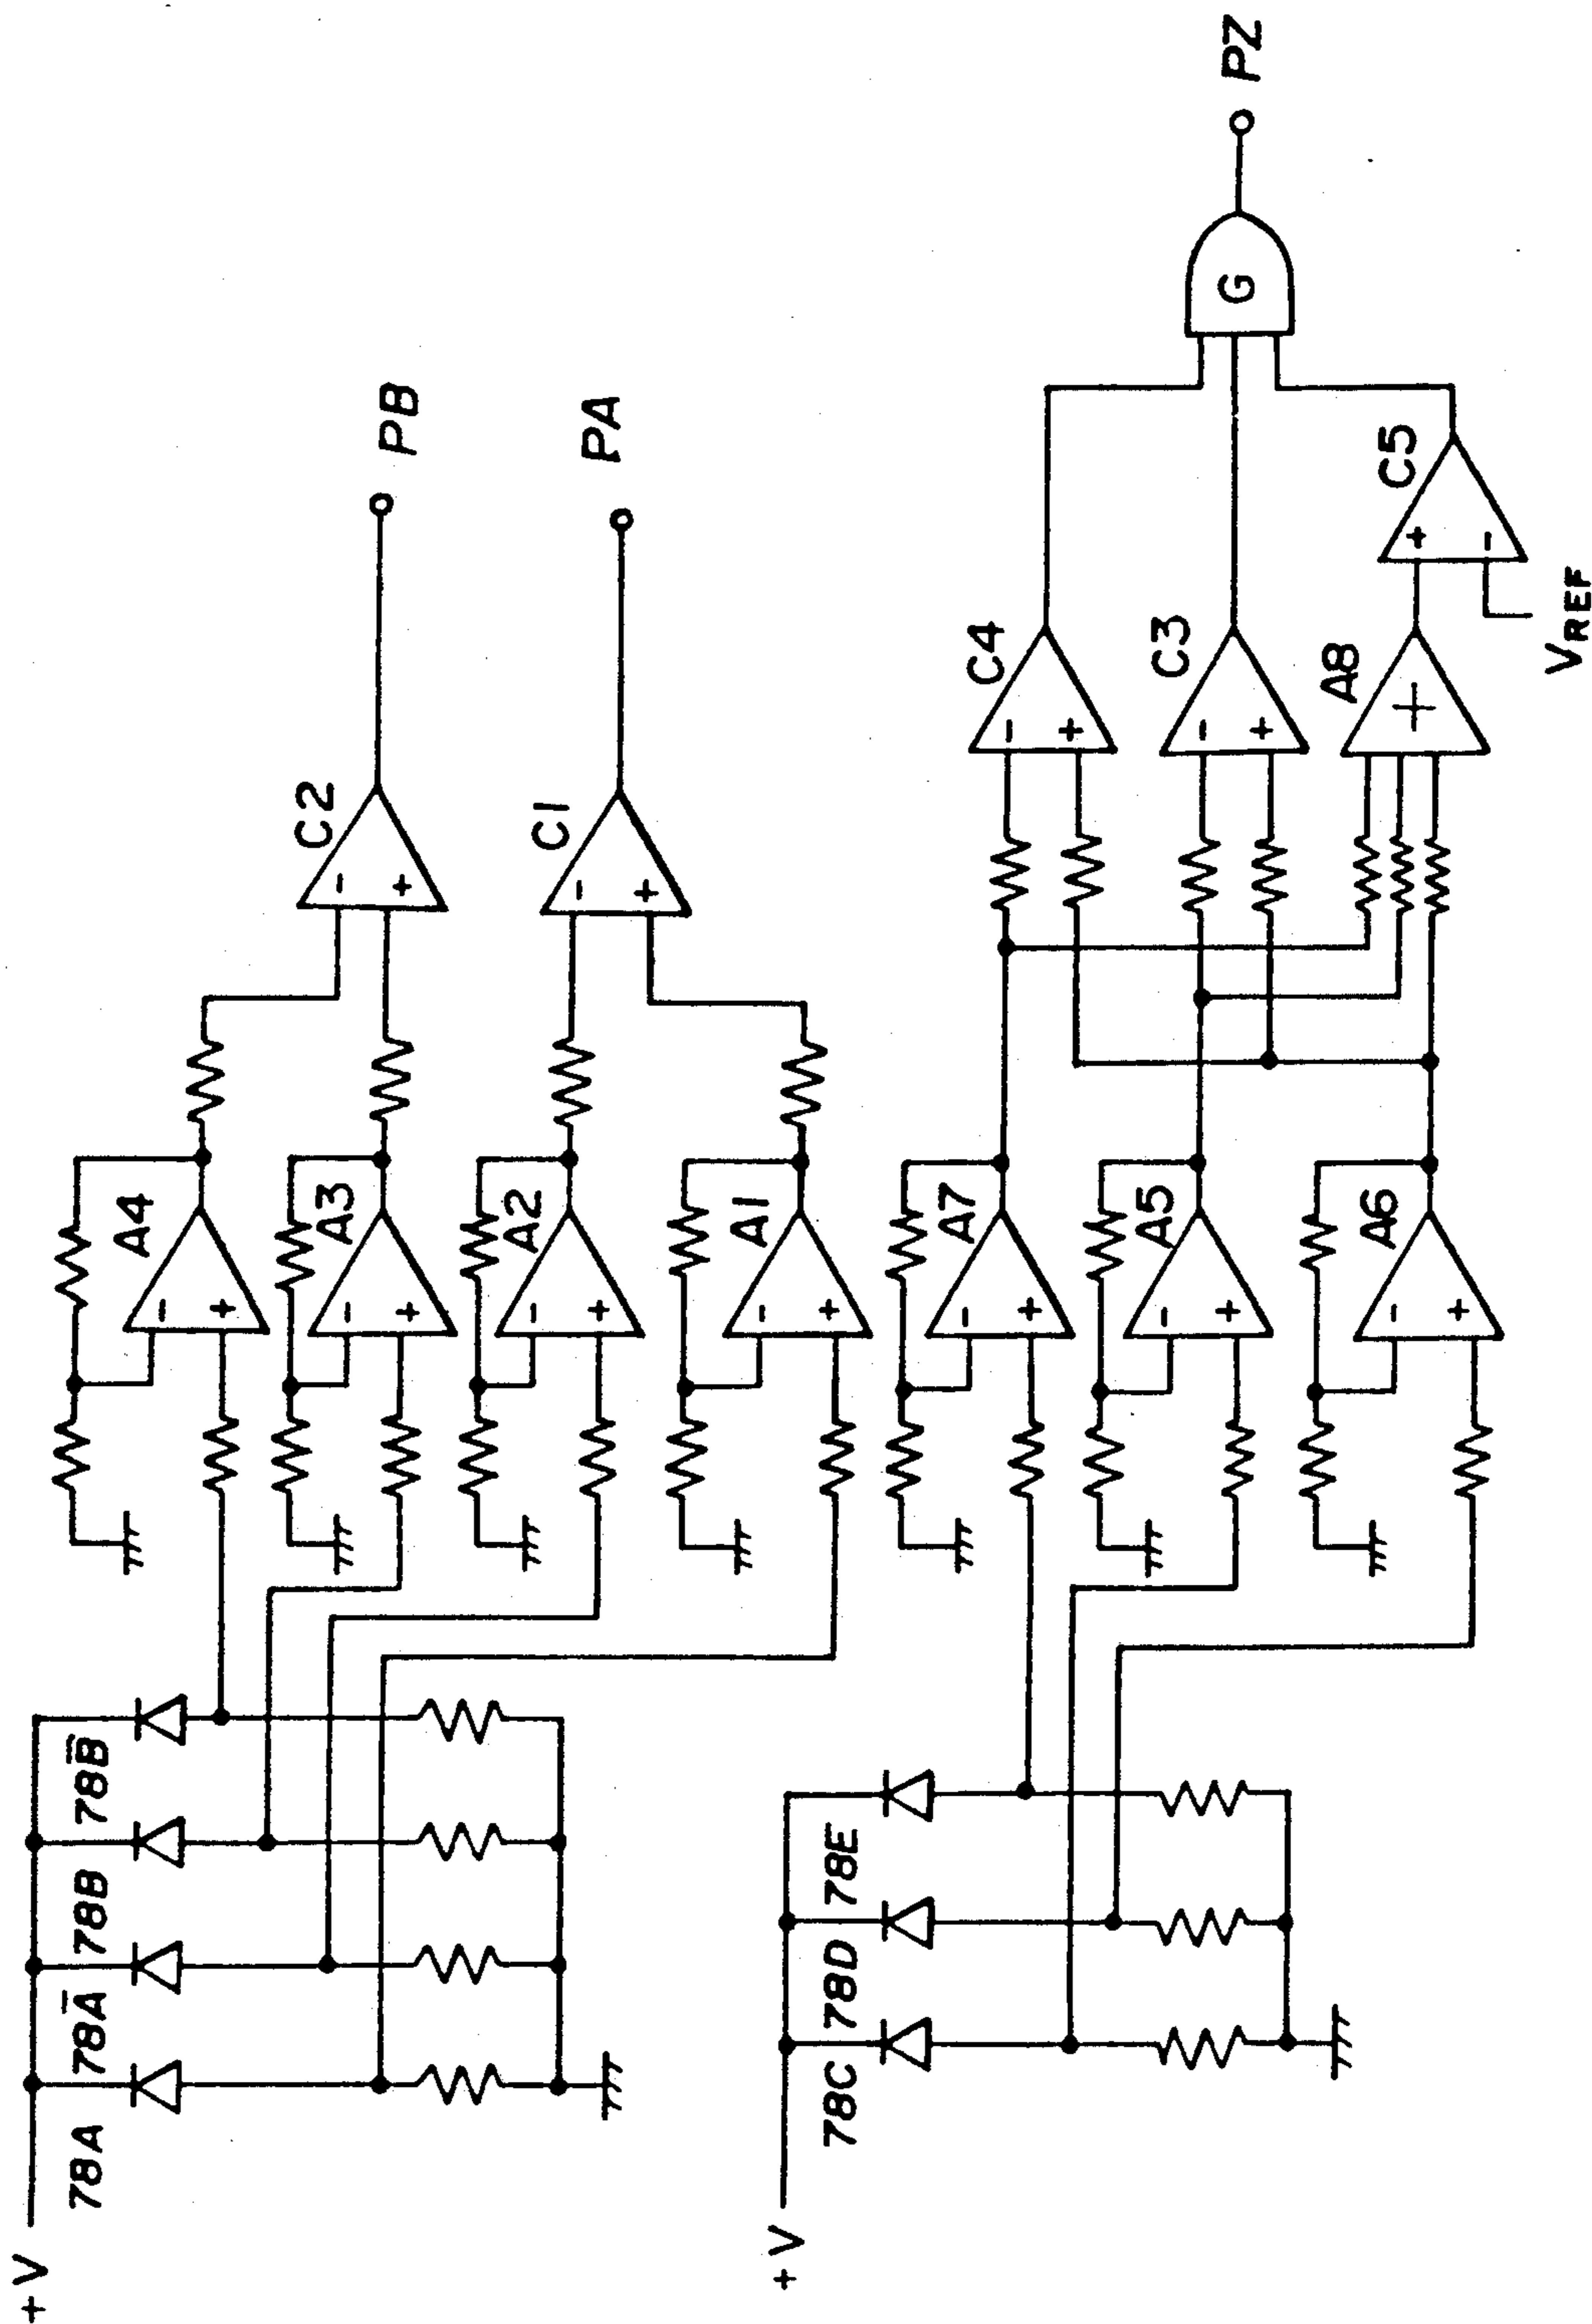 +V
78A
78A̅
78B
78B̅
A4
- +
A3
- +
A2
- +
A1
- +
C2
- +
PB
C1
- +
PA
+V
78C
78D
78E
A7
- +
A5
- +
A6
- +
C4
- +
C3
- +
A8
+
C5
+ -
VREF
G
PZ